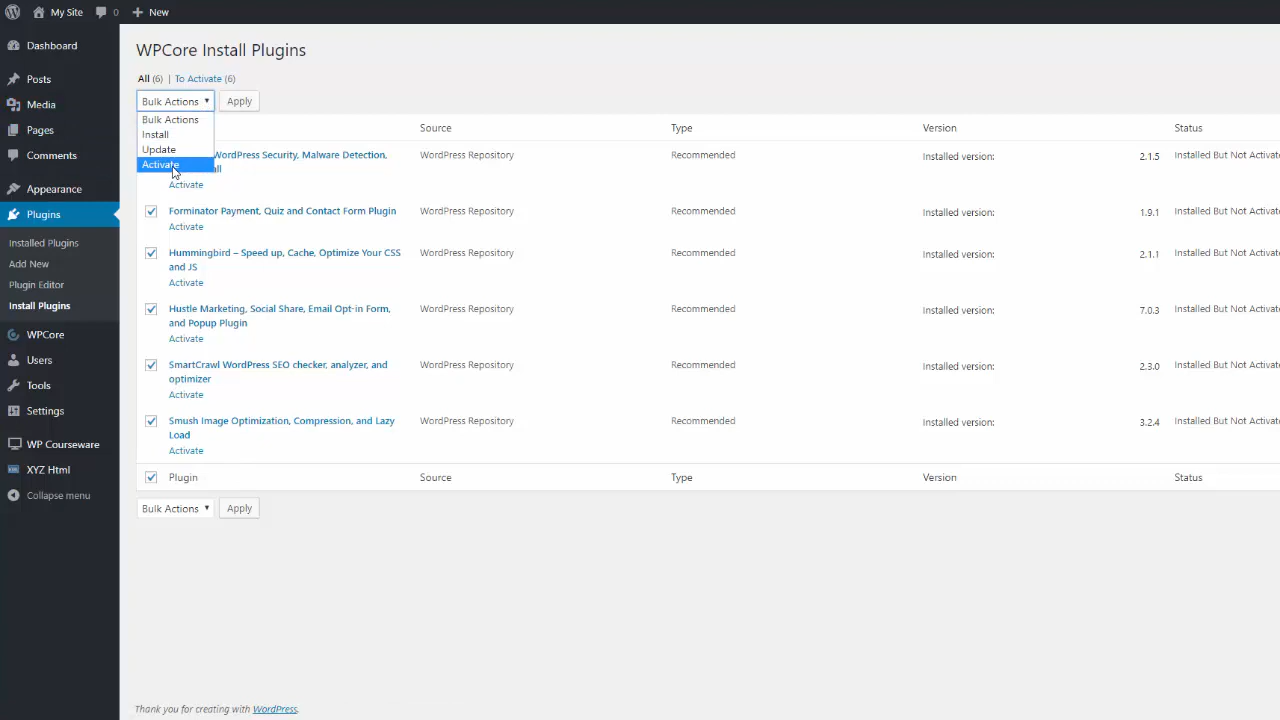 My Site 0 New
Dashboard
Posts
Media
Pages
Comments
Appearance
Plugins
Installed Plugins
Add New
Plugin Editor
Install Plugins
WPCore
Users
Tools
Settings
WP Courseware
XYZ Html
Collapse menu
WPCore Install Plugins
All (6) | To Activate (6)
Bulk Actions Apply
Bulk Actions
Install
Update
Activate
Source Type Version Status
WordPress Security, Malware Detection, WordPress Repository Recommended Installed version: 2.1.5 Installed But Not Activate
Activate
Forminator Payment, Quiz and Contact Form Plugin WordPress Repository Recommended Installed version: 1.9.1 Installed But Not Activate
Activate
Hummingbird – Speed up, Cache, Optimize Your CSS WordPress Repository Recommended Installed version: 2.1.1 Installed But Not Activate
and JS
Activate
Hustle Marketing, Social Share, Email Opt-in Form, WordPress Repository Recommended Installed version: 7.0.3 Installed But Not Activate
and Popup Plugin
Activate
SmartCrawl WordPress SEO checker, analyzer, and WordPress Repository Recommended Installed version: 2.3.0 Installed But Not Activate
optimizer
Activate
Smush Image Optimization, Compression, and Lazy WordPress Repository Recommended Installed version: 3.2.4 Installed But Not Activate
Load
Activate
Plugin Source Type Version Status
Bulk Actions Apply
Thank you for creating with WordPress.